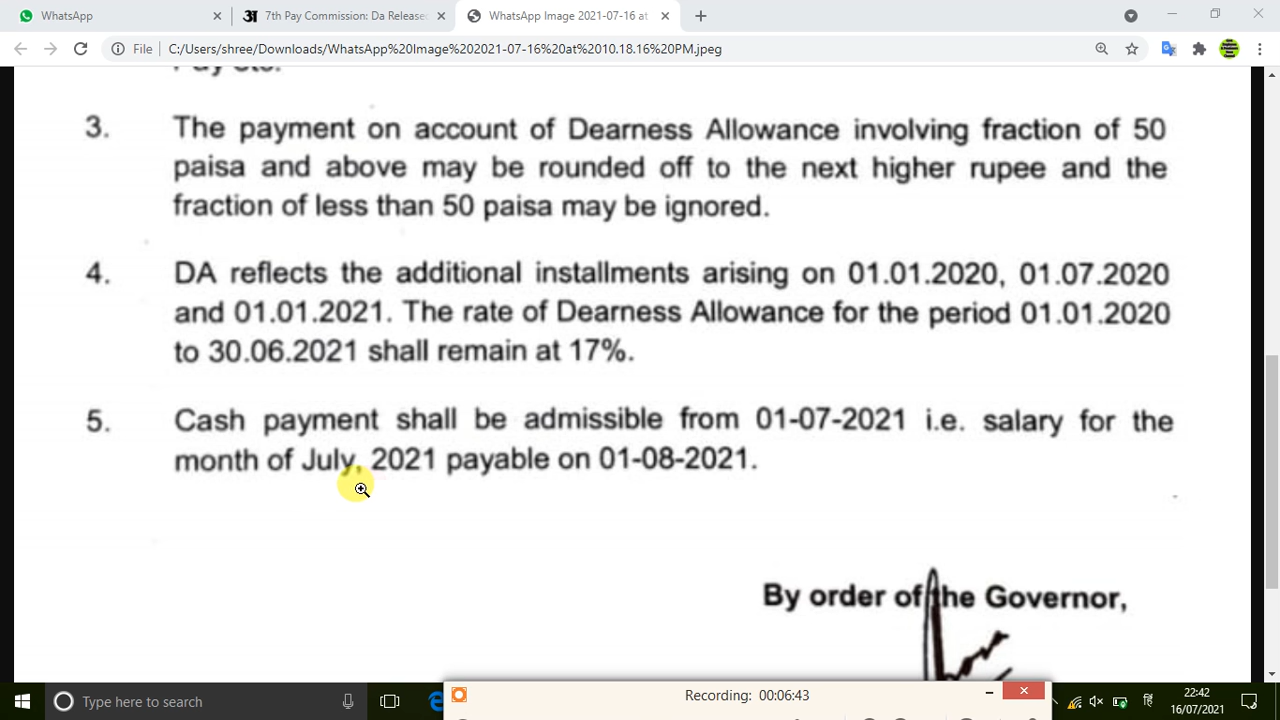 WhatsApp
7th Pay Commission: Da Release
WhatsApp Image 2021-07-16 at
File
C:/Users/shree/Downloads/WhatsApp%20Image%202021-07-16%20at%2010.18.16%20PM.jpeg
Pay etc.
3. The payment on account of Dearness Allowance involving fraction of 50
paisa and above may be rounded off to the next higher rupee and the
fraction of less than 50 paisa may be ignored.
4. DA reflects the additional installments arising on 01.01.2020, 01.07.2020
and 01.01.2021. The rate of Dearness Allowance for the period 01.01.2020
to 30.06.2021 shall remain at 17%.
5. Cash payment shall be admissible from 01-07-2021 i.e. salary for the
month of July, 2021 payable on 01-08-2021.
By order of the Governor,
Type here to search
Recording: 00:06:43
हिं
22:42
16/07/2021